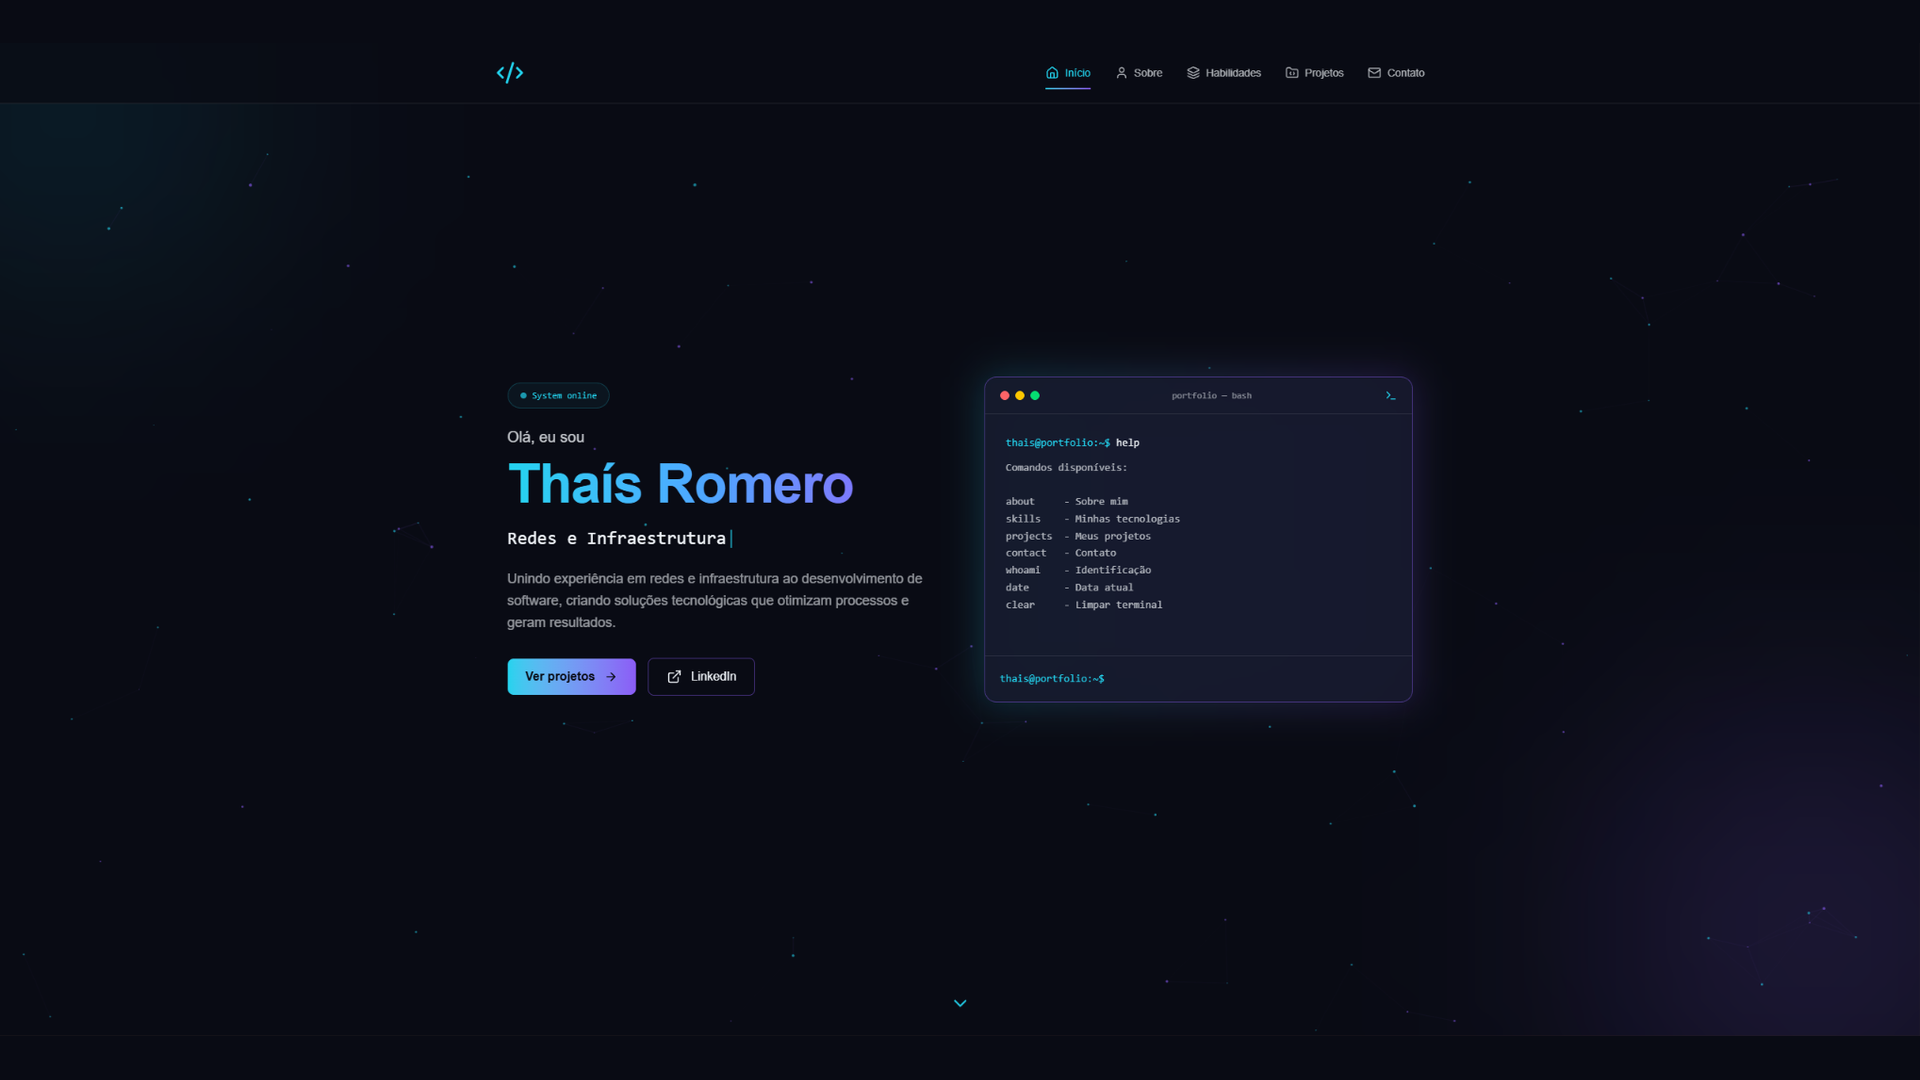 </>
Início Sobre Habilidades Projetos Contato
System online
Olá, eu sou
Thaís Romero
Redes e Infraestrutura
Unindo experiência em redes e infraestrutura ao desenvolvimento de
software, criando soluções tecnológicas que otimizam processos e
geram resultados.
Ver projetos →
LinkedIn
portfolio — bash
thais@portfolio:~$ help
Comandos disponíveis:
about - Sobre mim
skills - Minhas tecnologias
projects - Meus projetos
contact - Contato
whoami - Identificação
date - Data atual
clear - Limpar terminal
thais@portfolio:~$